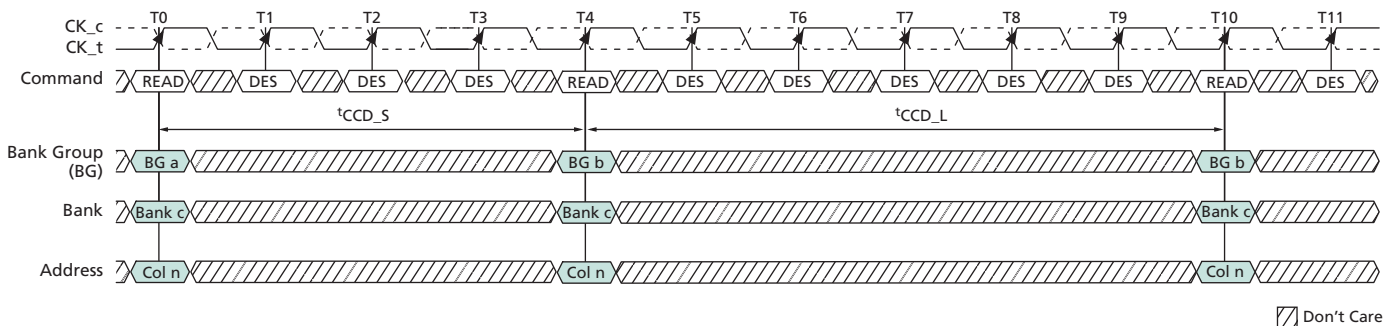 T0 T1 T2 T3 T4 T5 T6 T7 T8 T9 T10 T11
CK_c
CK_t
Command READ DES DES DES READ DES DES DES DES DES READ DES
tCCD_S tCCD_L
Bank Group
(BG) BG a BG b BG b
Bank Bank c Bank c Bank c
Address Col n Col n Col n
Don't Care